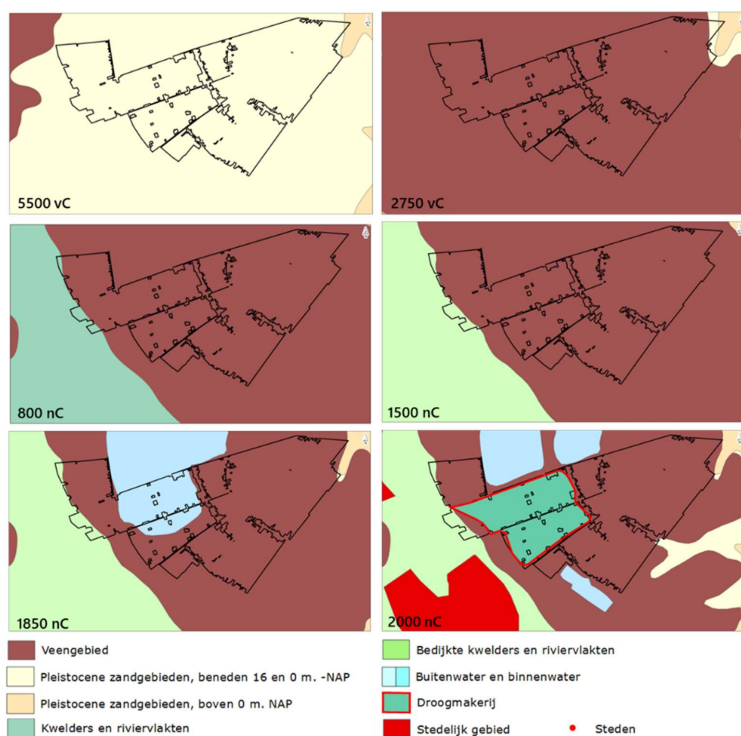 5500 vC
2750 vC
800 nC
1500 nC
1850 nC
2000 nC
Veengebied
Pleistocene zandgebieden, beneden 16 en 0 m. -NAP
Pleistocene zandgebieden, boven 0 m. NAP
Kwelders en riviervlakten
Bedijkte kwelders en riviervlakten
Buitenwater en binnenwater
Droogmakerij
Stedelijk gebied
Steden